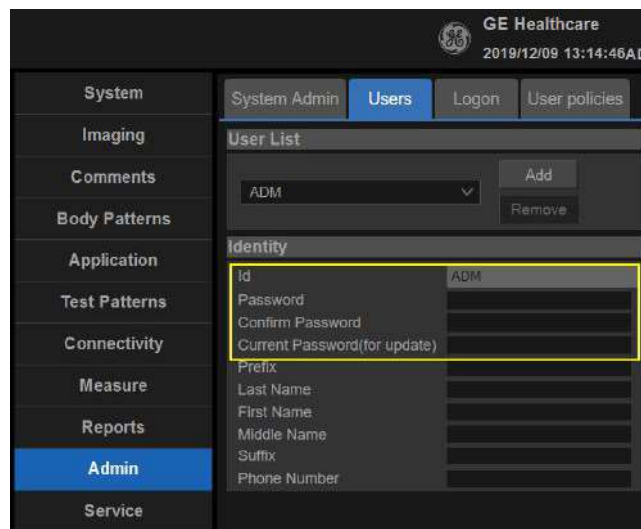 GE Healthcare
2019/12/09 13:14:46AD
System
Imaging
Comments
Body Patterns
Application
Test Patterns
Connectivity
Measure
Reports
Admin
Service
System Admin Users Logon User policies
User List
ADM
Add
Remove
Identity
Id ADM
Password
Confirm Password
Current Password(for update)
Prefix
Last Name
First Name
Middle Name
Suffix
Phone Number